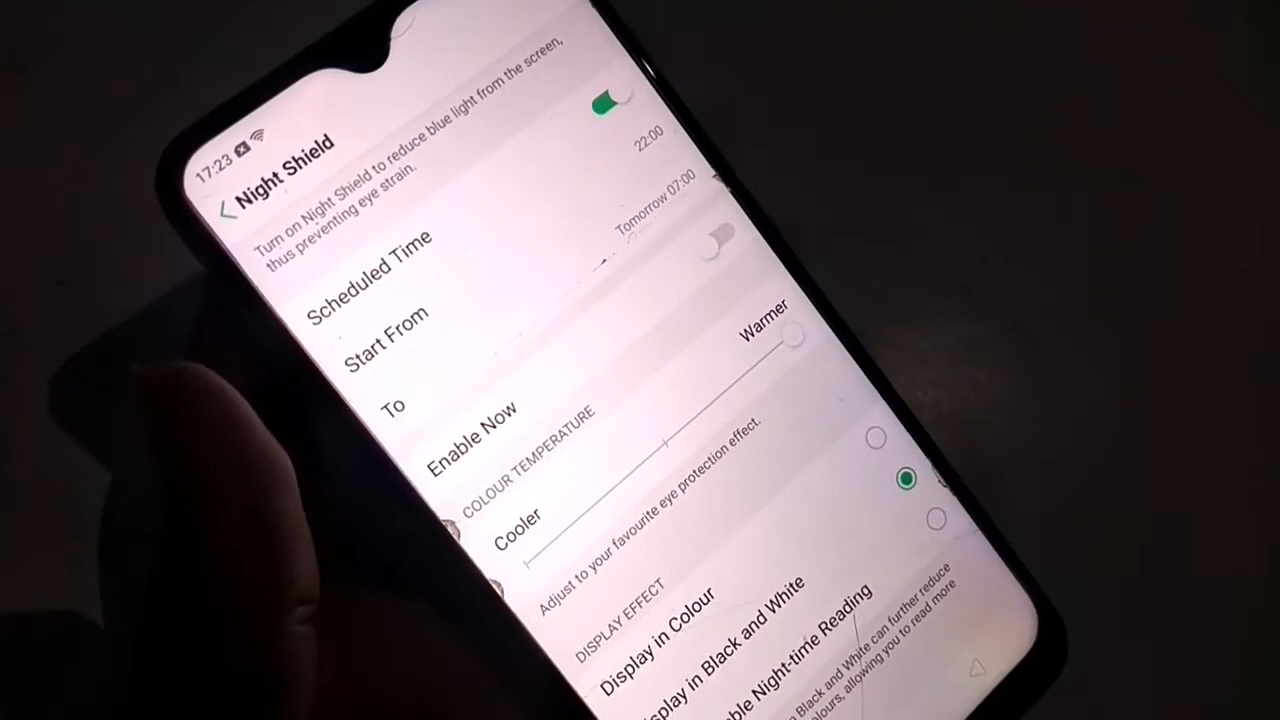 17:23
Night Shield
Turn on Night Shield to reduce blue light from the screen,
thus preventing eye strain.
Scheduled Time
Start From 22:00
To Tomorrow 07:00
Enable Now
COLOUR TEMPERATURE
Cooler Warmer
Adjust to your favourite eye protection effect.
DISPLAY EFFECT
Display in Colour
splay in Black and White
ble Night-time Reading
Black and White can further reduce
olours, allowing you to read more